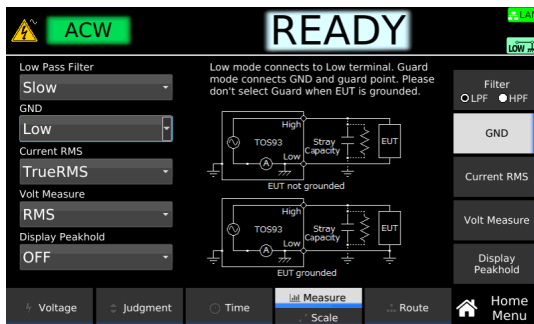 ACW
READY
LAN
LOW
Low Pass Filter
Slow
GND
Low
Current RMS
TrueRMS
Volt Measure
RMS
Display Peakhold
OFF
Low mode connects to Low terminal. Guard
mode connects GND and guard point. Please
don't select Guard when EUT is grounded.
High
TOS93
Stray
Capacity
EUT
A
Low
EUT not grounded
High
TOS93
Stray
Capacity
EUT
A
Low
EUT grounded
Filter
LPF HPF
GND
Current RMS
Volt Measure
Display
Peakhold
Voltage
Judgment
Time
Measure
Scale
Route
Home
Menu